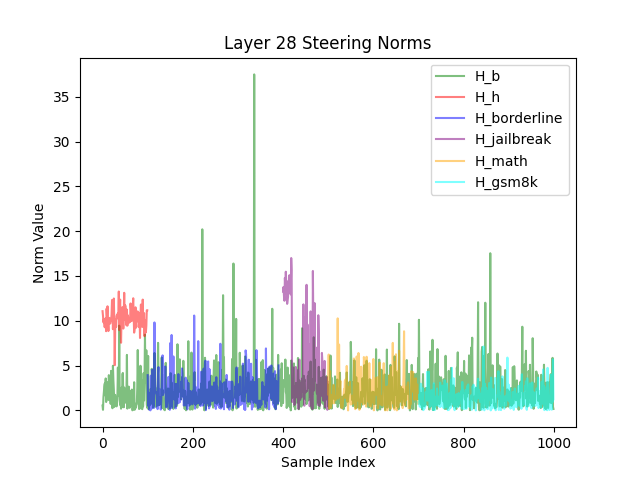 Layer 28 Steering Norms
Norm Value
35
30
25
20
15
10
5
0
H_b
H_h
H_borderline
H_jailbreak
H_math
H_gsm8k
0
200
400
600
800
1000
Sample Index